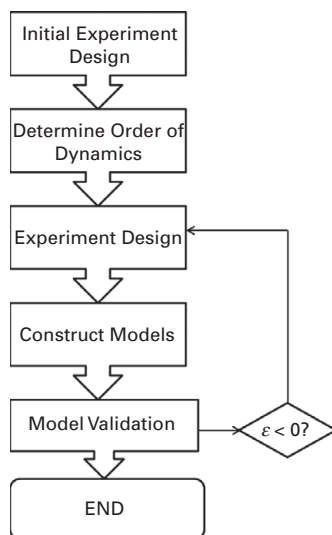 Initial Experiment
Design
Determine Order of
Dynamics
Experiment Design
Construct Models
Model Validation
ε < 0?
END